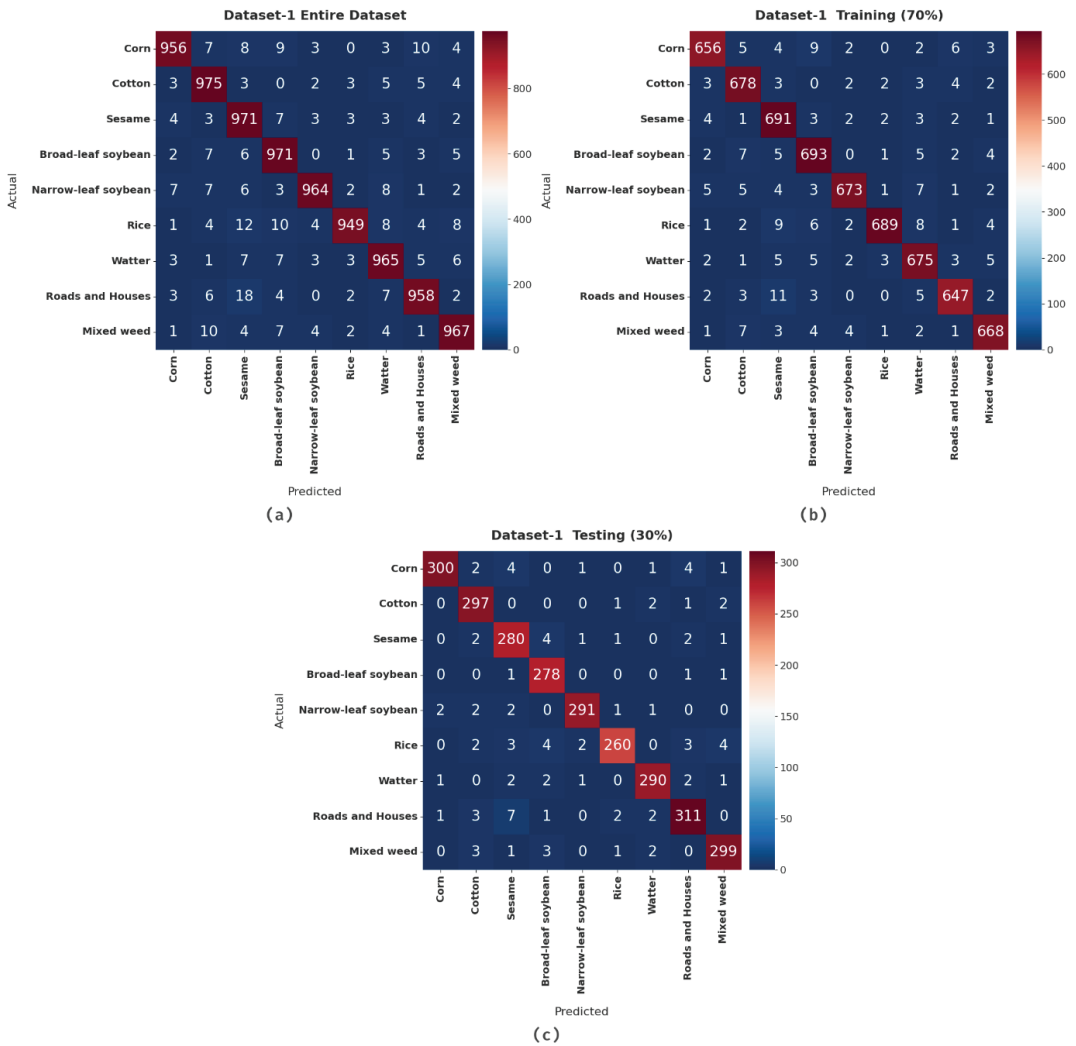 Dataset-1 Entire Dataset
Corn 956 7 8 9 3 0 3 10 4
Cotton 3 975 3 0 2 3 5 5 4
Sesame 4 3 971 7 3 3 3 4 2
Broad-leaf soybean 2 7 6 971 0 1 5 3 5
Narrow-leaf soybean 7 7 6 3 964 2 8 1 2
Rice 1 4 12 10 4 949 8 4 8
Watter 3 1 7 7 3 3 965 5 6
Roads and Houses 3 6 18 4 0 2 7 958 2
Mixed weed 1 10 4 7 4 2 4 1 967
Actual
800
600
400
200
0
Corn
Cotton
Sesame
Broad-leaf soybean
Narrow-leaf soybean
Rice
Watter
Roads and Houses
Mixed weed
Predicted
(a)
Dataset-1 Training (70%)
Corn 656 5 4 9 2 0 2 6 3
Cotton 3 678 3 0 2 2 3 4 2
Sesame 4 1 691 3 2 2 3 2 1
Broad-leaf soybean 2 7 5 693 0 1 5 2 4
Narrow-leaf soybean 5 5 4 3 673 1 7 1 2
Rice 1 2 9 6 2 689 8 1 4
Watter 2 1 5 5 2 3 675 3 5
Roads and Houses 2 3 11 3 0 0 5 647 2
Mixed weed 1 7 3 4 4 1 2 1 668
Actual
600
500
400
300
200
100
0
Corn
Cotton
Sesame
Broad-leaf soybean
Narrow-leaf soybean
Rice
Watter
Roads and Houses
Mixed weed
Predicted
(b)
Dataset-1 Testing (30%)
Corn 300 2 4 0 1 0 1 4 1
Cotton 0 297 0 0 0 1 2 1 2
Sesame 0 2 280 4 1 1 0 2 1
Broad-leaf soybean 0 0 1 278 0 0 0 1 1
Narrow-leaf soybean 2 2 2 0 291 1 1 0 0
Rice 0 2 3 4 2 260 0 3 4
Watter 1 0 2 2 1 0 290 2 1
Roads and Houses 1 3 7 1 0 2 2 311 0
Mixed weed 0 3 1 3 0 1 2 0 299
Actual
300
250
200
150
100
50
0
Corn
Cotton
Sesame
Broad-leaf soybean
Narrow-leaf soybean
Rice
Watter
Roads and Houses
Mixed weed
Predicted
(c)